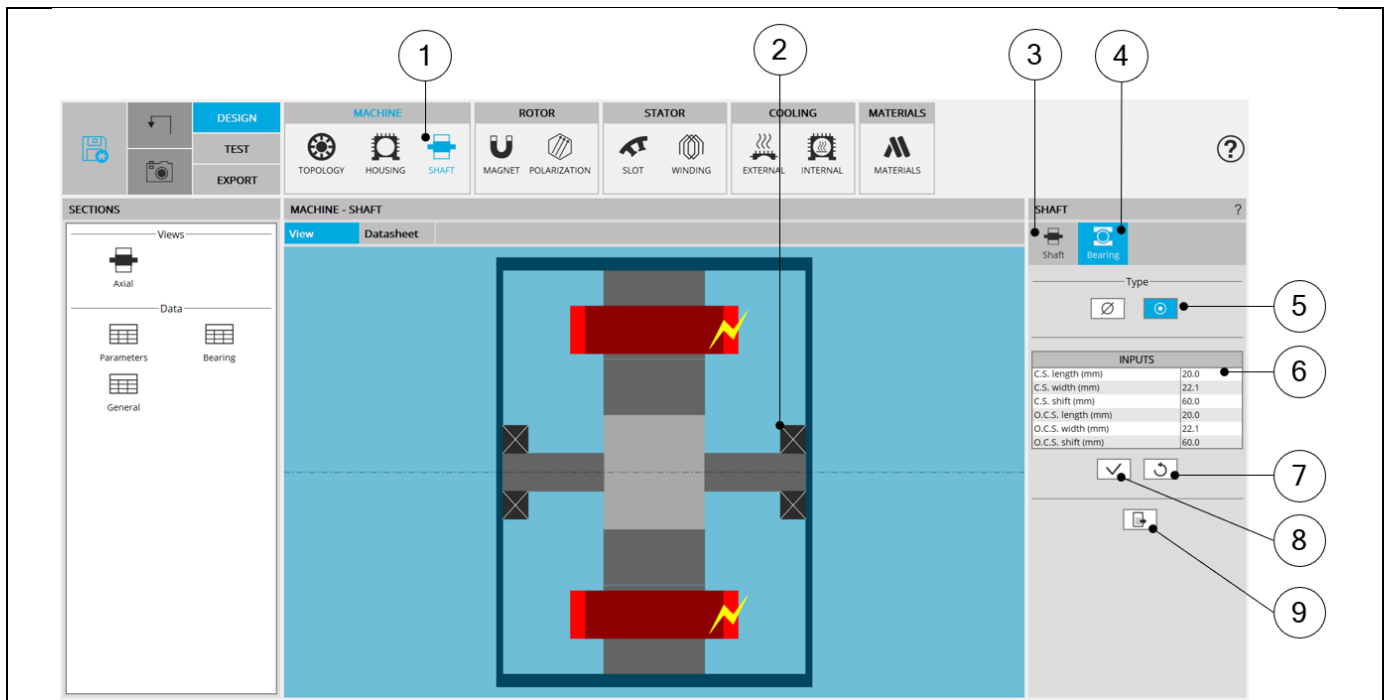 1
2
3
4
DESIGN
TEST
EXPORT
MACHINE
ROTOR
STATOR
COOLING
MATERIALS
TOPOLOGY
HOUSING
SHAFT
MAGNET
POLARIZATION
SLOT
WINDING
EXTERNAL
INTERNAL
MATERIALS
?
SECTIONS
Views
Axial
Data
Parameters
Bearing
General
MACHINE - SHAFT
View
Datasheet
SHAFT
?
Shaft
Bearing
Type
5
INPUTS
C.S. length (mm) 20.0
6
C.S. width (mm) 22.1
C.S. shift (mm) 60.0
O.C.S. length (mm) 20.0
O.C.S. width (mm) 22.1
O.C.S. shift (mm) 60.0
7
8
9